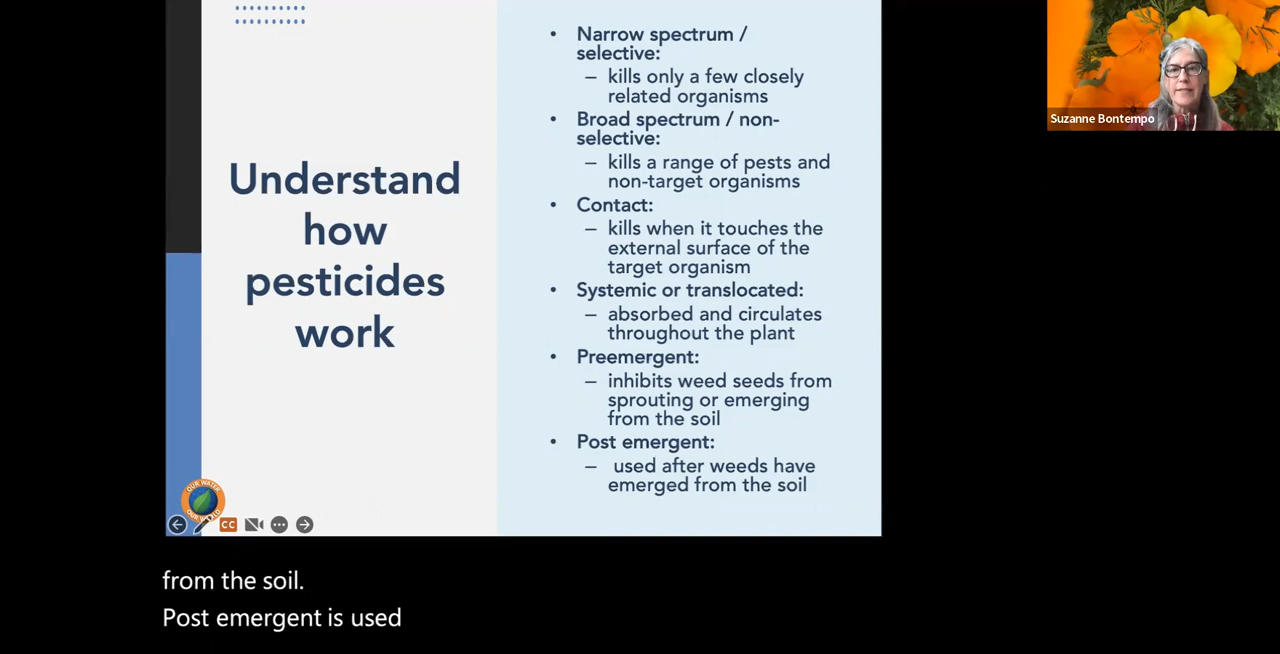 Understand
how
pesticides
work
• Narrow spectrum /
selective:
– kills only a few closely
related organisms
• Broad spectrum / non-
selective:
– kills a range of pests and
non-target organisms
• Contact:
– kills when it touches the
external surface of the
target organism
• Systemic or translocated:
– absorbed and circulates
throughout the plant
• Preemergent:
– inhibits weed seeds from
sprouting or emerging
from the soil
• Post emergent:
– used after weeds have
emerged from the soil
OUR WATER
OUR WORLD
CC
Suzanne Bontempo
from the soil.
Post emergent is used